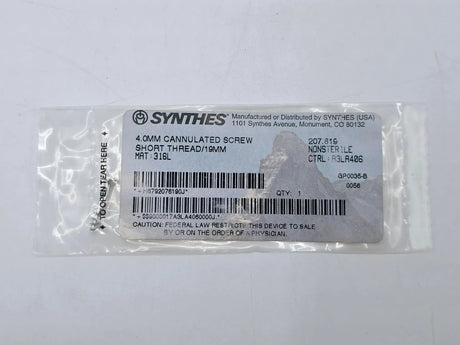 SYNTHES® Manufactured or Distributed by SYNTHES (USA)
1101 Synthes Avenue, Monument, CO 80132
4.0MM CANNULATED SCREW
SHORT THREAD/19MM
MAT: 316L
207.619
NONSTERILE
CTRL: A3LA406
GP0036-B
0056
QTY: 1
CAUTION: FEDERAL LAW RESTRICTS THIS DEVICE TO SALE
BY OR ON THE ORDER OF A PHYSICIAN.
TO OPEN TEAR HERE